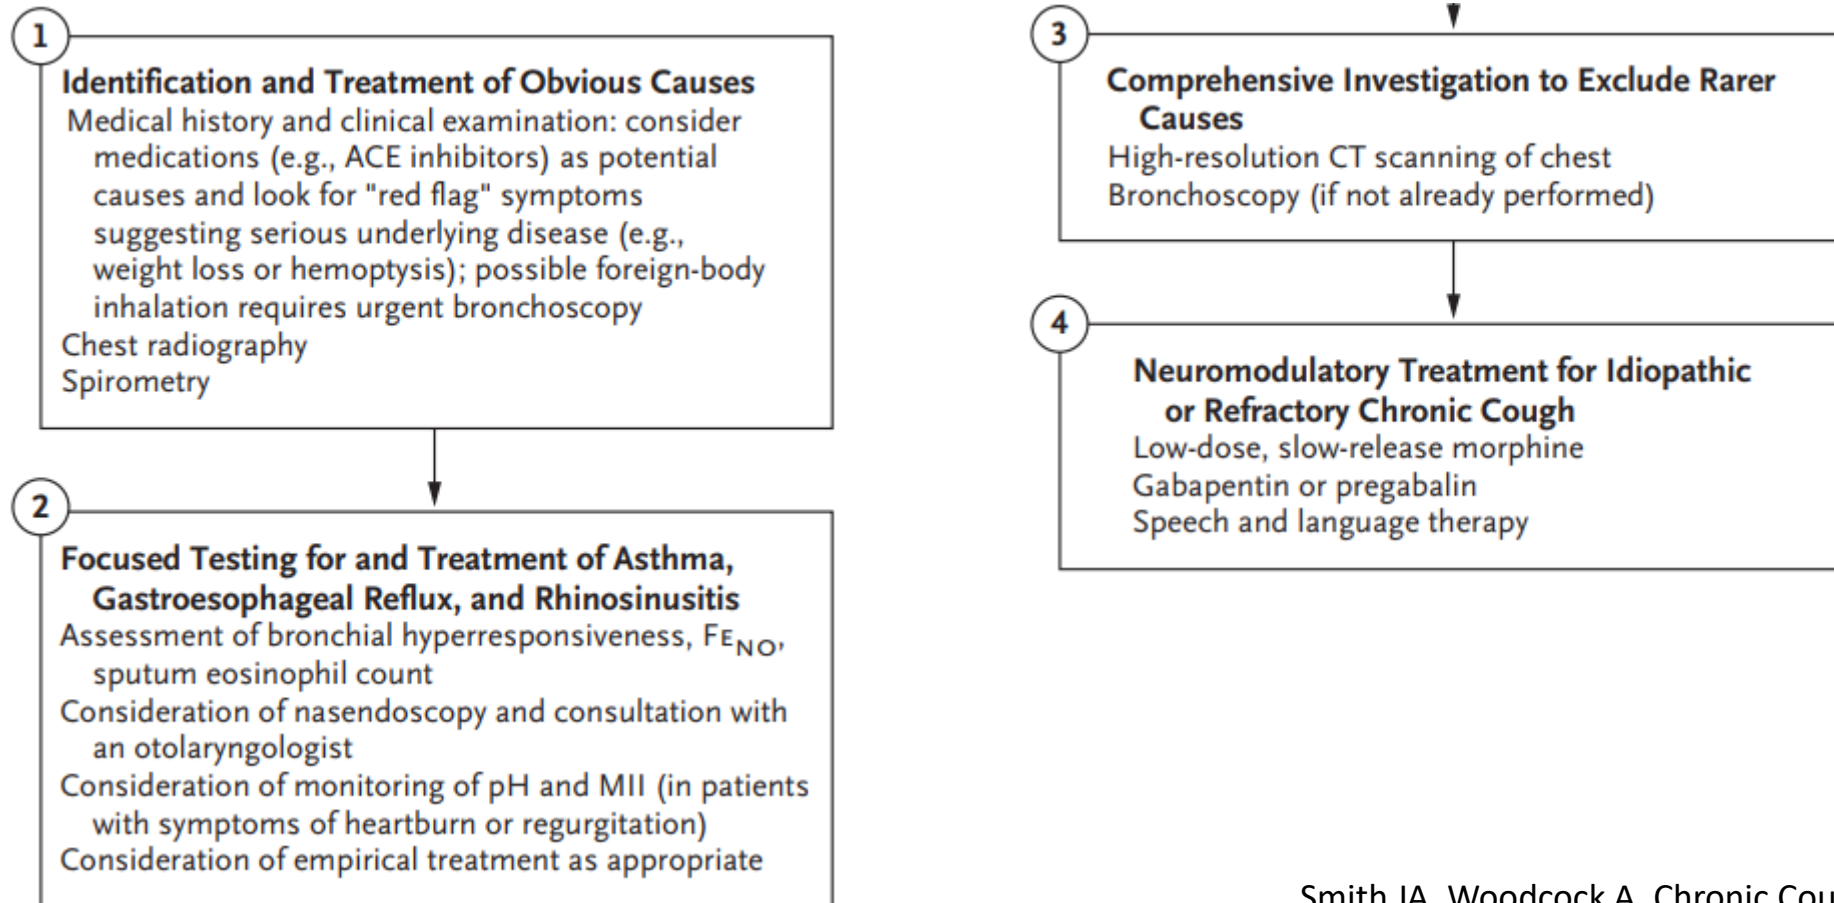 1
Identification and Treatment of Obvious Causes
Medical history and clinical examination: consider
medications (e.g., ACE inhibitors) as potential
causes and look for "red flag" symptoms
suggesting serious underlying disease (e.g.,
weight loss or hemoptysis); possible foreign-body
inhalation requires urgent bronchoscopy
Chest radiography
Spirometry
2
Focused Testing for and Treatment of Asthma,
Gastroesophageal Reflux, and Rhinosinusitis
Assessment of bronchial hyperresponsiveness, FENO,
sputum eosinophil count
Consideration of nasendoscopy and consultation with
an otolaryngologist
Consideration of monitoring of pH and MII (in patients
with symptoms of heartburn or regurgitation)
Consideration of empirical treatment as appropriate
3
Comprehensive Investigation to Exclude Rarer
Causes
High-resolution CT scanning of chest
Bronchoscopy (if not already performed)
4
Neuromodulatory Treatment for Idiopathic
or Refractory Chronic Cough
Low-dose, slow-release morphine
Gabapentin or pregabalin
Speech and language therapy
Smith JA, Woodcock A. Chronic Cou